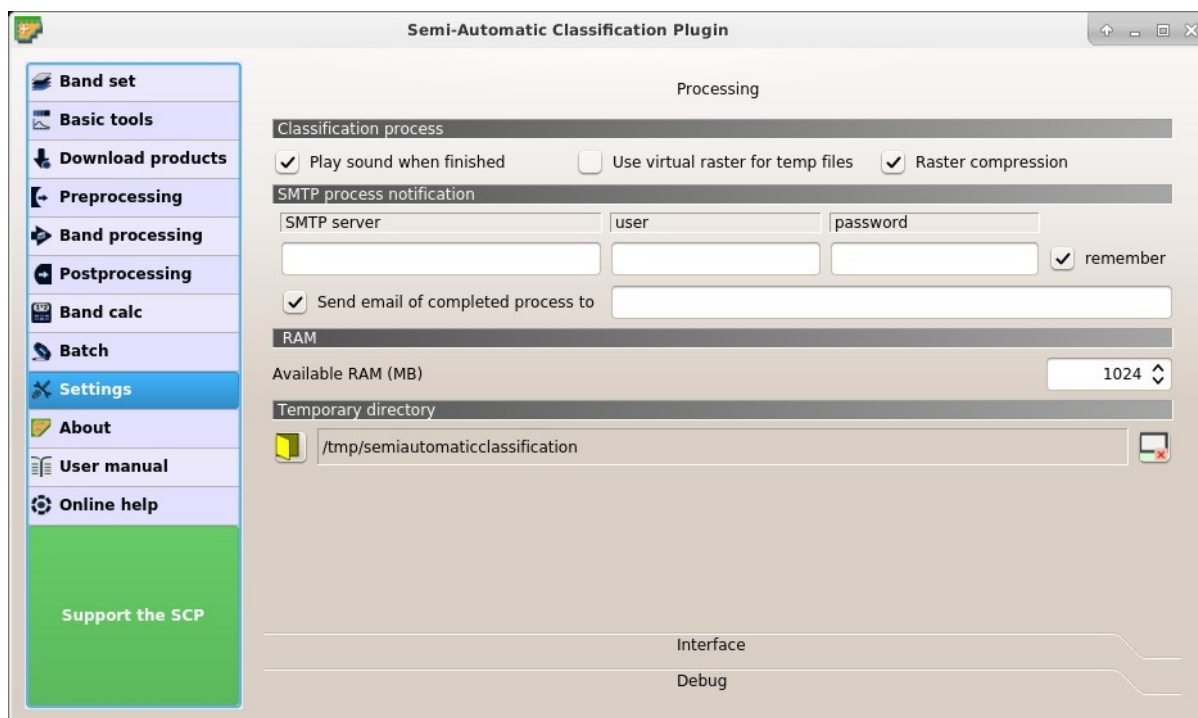 Semi-Automatic Classification Plugin
Band set
Basic tools
Download products
Preprocessing
Band processing
Postprocessing
Band calc
Batch
Settings
About
User manual
Online help
Support the SCP
Processing
Classification process
Play sound when finished Use virtual raster for temp files Raster compression
SMTP process notification
SMTP server user password
remember
Send email of completed process to
RAM
Available RAM (MB) 1024
Temporary directory
/tmp/semiautomaticclassification
Interface
Debug